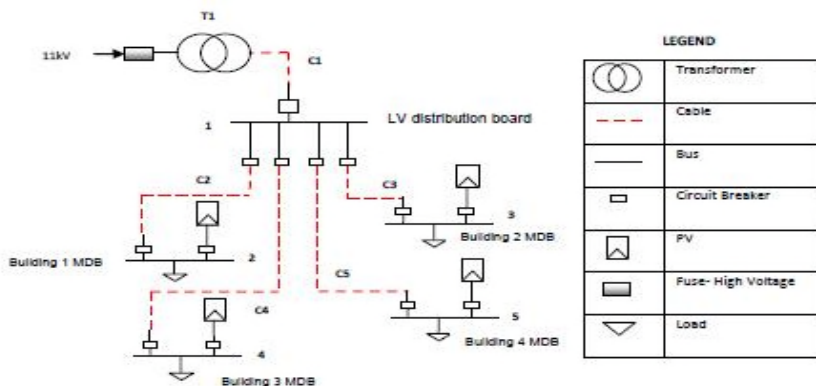 T1
11kV
C1
1
LV distribution board
C2
C3
3
Building 2 MDB
Building 1 MDB
2
C5
C4
5
Building 4 MDB
4
Building 3 MDB
LEGEND
Transformer
Cable
Bus
Circuit Breaker
PV
Fuse- High Voltage
Load